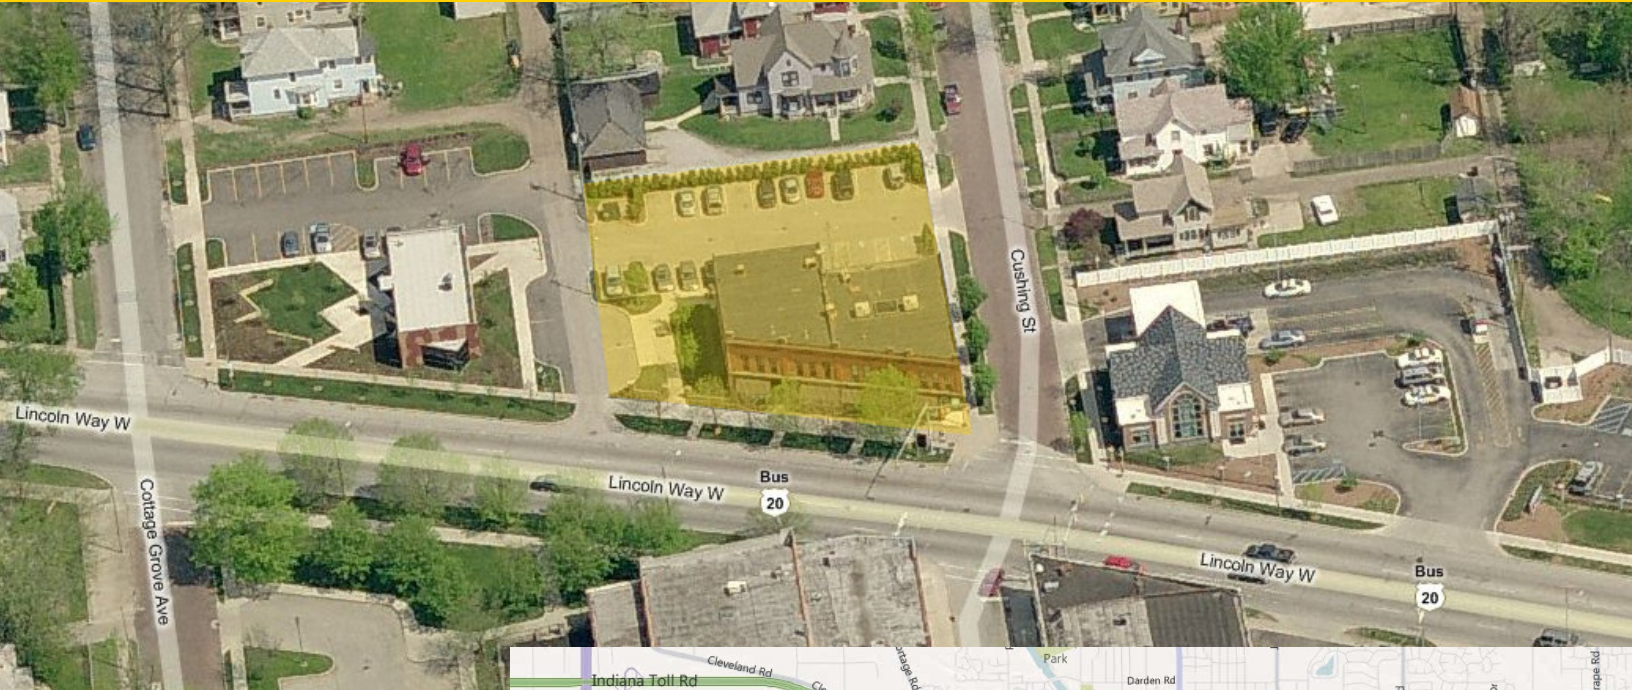 Lincoln Way W
Cottage Grove Ave
Lincoln Way W
Bus
20
Cushing St
Lincoln Way W
Bus
20
Cleveland Rd
Indiana Toll Rd
Park
Darden Rd